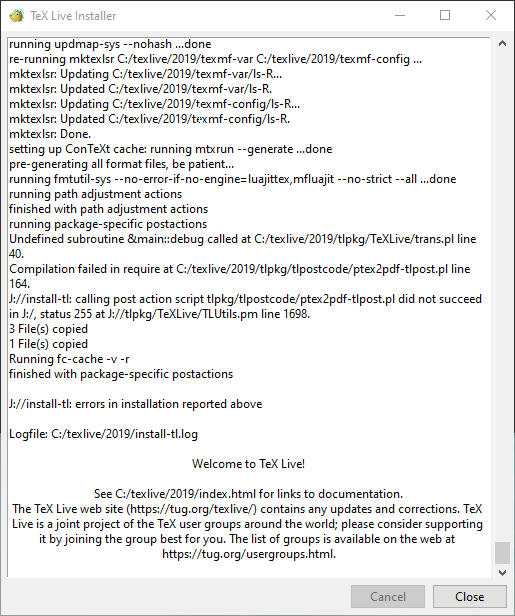 TeX Live Installer
running updmap-sys --nohash ...done
re-running mktexlsr C:/texlive/2019/texmf-var C:/texlive/2019/texmf-config ...
mktexlsr: Updating C:/texlive/2019/texmf-var/ls-R...
mktexlsr: Updated C:/texlive/2019/texmf-var/ls-R.
mktexlsr: Updating C:/texlive/2019/texmf-config/ls-R...
mktexlsr: Updated C:/texlive/2019/texmf-config/ls-R.
mktexlsr: Done.
setting up ConTeXt cache: running mtxrun --generate ...done
pre-generating all format files, be patient...
running fmtutil-sys --no-error-if-no-engine=luajittex,mfluajit --no-strict --all ...done
running path adjustment actions
finished with path adjustment actions
running package-specific postactions
Undefined subroutine &main::debug called at C:/texlive/2019/tlpkg/TeXLive/trans.pl line
40.
Compilation failed in require at C:/texlive/2019/tlpkg/tlpostcode/ptex2pdf-tlpost.pl line
164.
J://install-tl: calling post action script tlpkg/tlpostcode/ptex2pdf-tlpost.pl did not succeed
in J:/, status 255 at J://tlpkg/TeXLive/TLUtils.pm line 1698.
3 File(s) copied
1 File(s) copied
Running fc-cache -v -r
finished with package-specific postactions
J://install-tl: errors in installation reported above
Logfile: C:/texlive/2019/install-tl.log
Welcome to TeX Live!
See C:/texlive/2019/index.html for links to documentation.
The TeX Live web site (https://tug.org/texlive/) contains any updates and corrections. TeX
Live is a joint project of the TeX user groups around the world; please consider supporting
it by joining the group best for you. The list of groups is available on the web at
https://tug.org/usergroups.html.
Cancel
Close